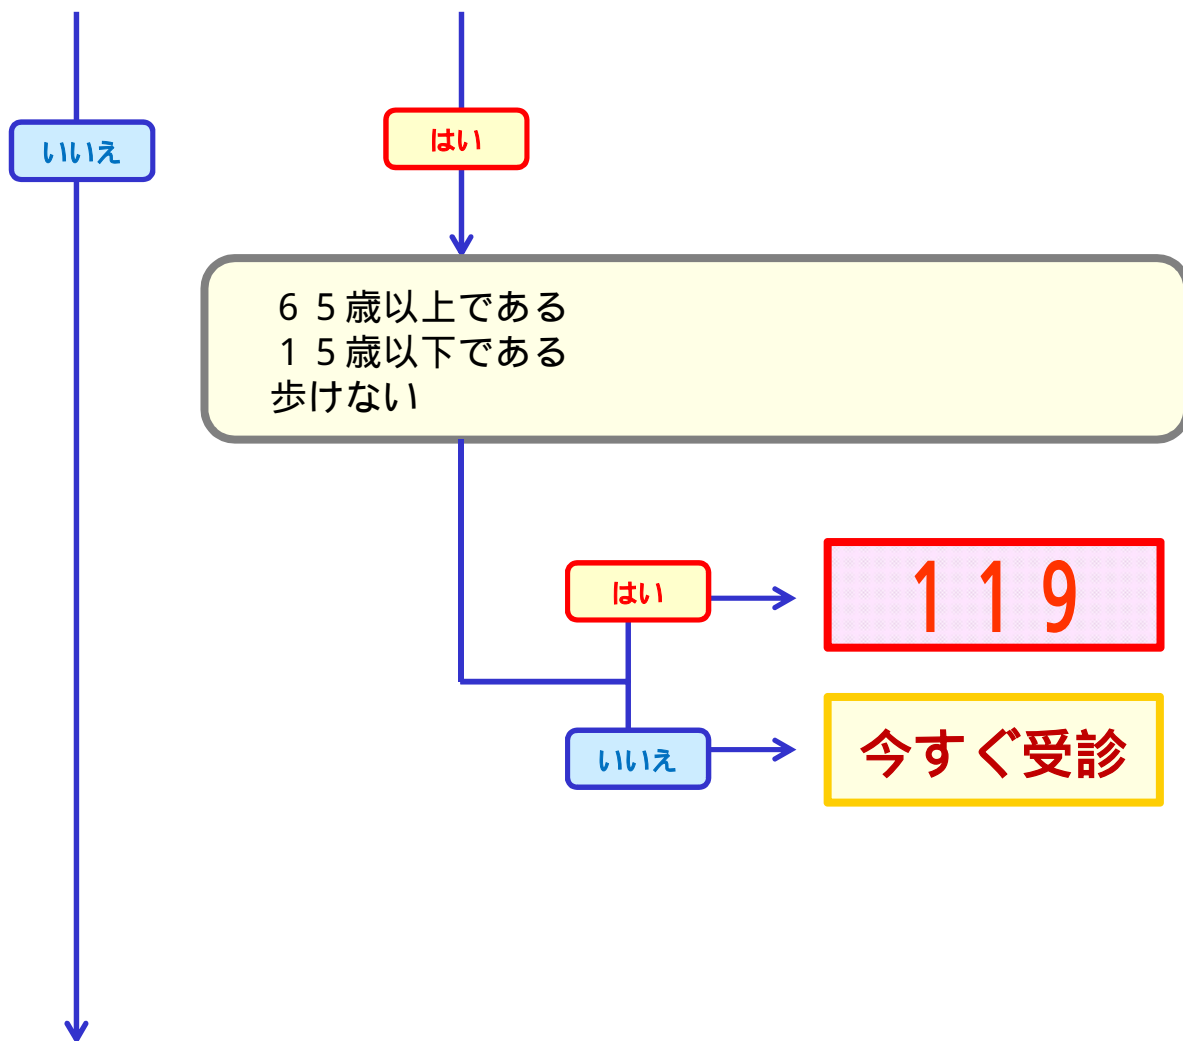 いいえ
はい
６５歳以上である
１５歳以下である
歩けない
はい
１１９
いいえ
今すぐ受診